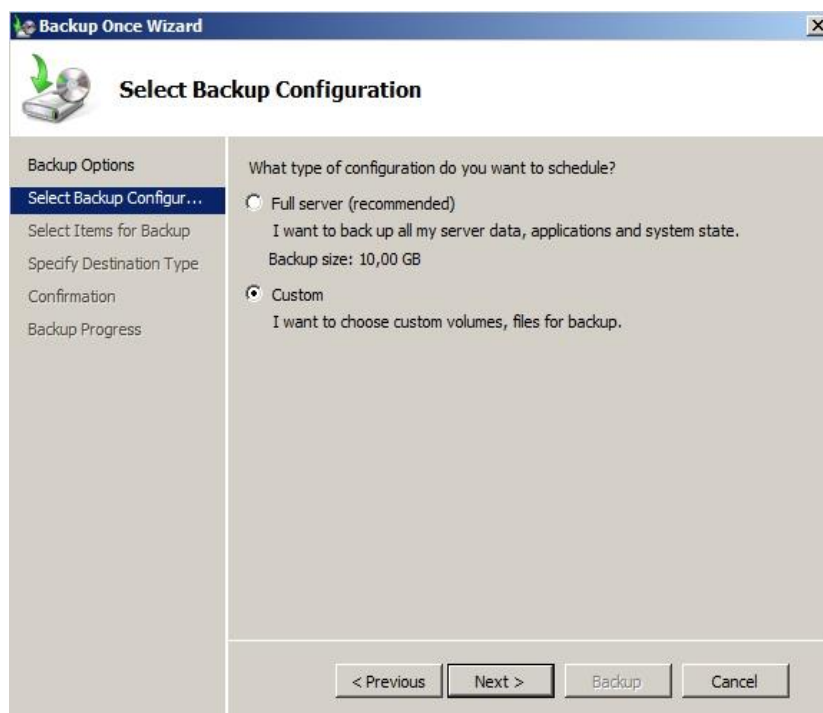 Backup Once Wizard
Select Backup Configuration
Backup Options
Select Backup Configur...
Select Items for Backup
Specify Destination Type
Confirmation
Backup Progress
What type of configuration do you want to schedule?
Full server (recommended)
I want to back up all my server data, applications and system state.
Backup size: 10,00 GB
Custom
I want to choose custom volumes, files for backup.
< Previous
Next >
Backup
Cancel